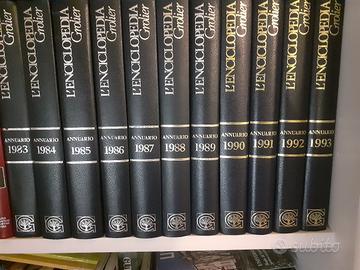 L'ENCICLOPEDIA Grolier
ANNUARIO
1983
L'ENCICLOPEDIA Grolier
ANNUARIO
1984
L'ENCICLOPEDIA Grolier
ANNUARIO
1985
L'ENCICLOPEDIA Grolier
ANNUARIO
1986
L'ENCICLOPEDIA Grolier
ANNUARIO
1987
L'ENCICLOPEDIA Grolier
ANNUARIO
1988
L'ENCICLOPEDIA Grolier
ANNUARIO
1989
L'ENCICLOPEDIA Grolier
ANNUARIO
1990
L'ENCICLOPEDIA Grolier
ANNUARIO
1991
L'ENCICLOPEDIA Grolier
ANNUARIO
1992
L'ENCICLOPEDIA Grolier
ANNUARIO
1993
subito.it